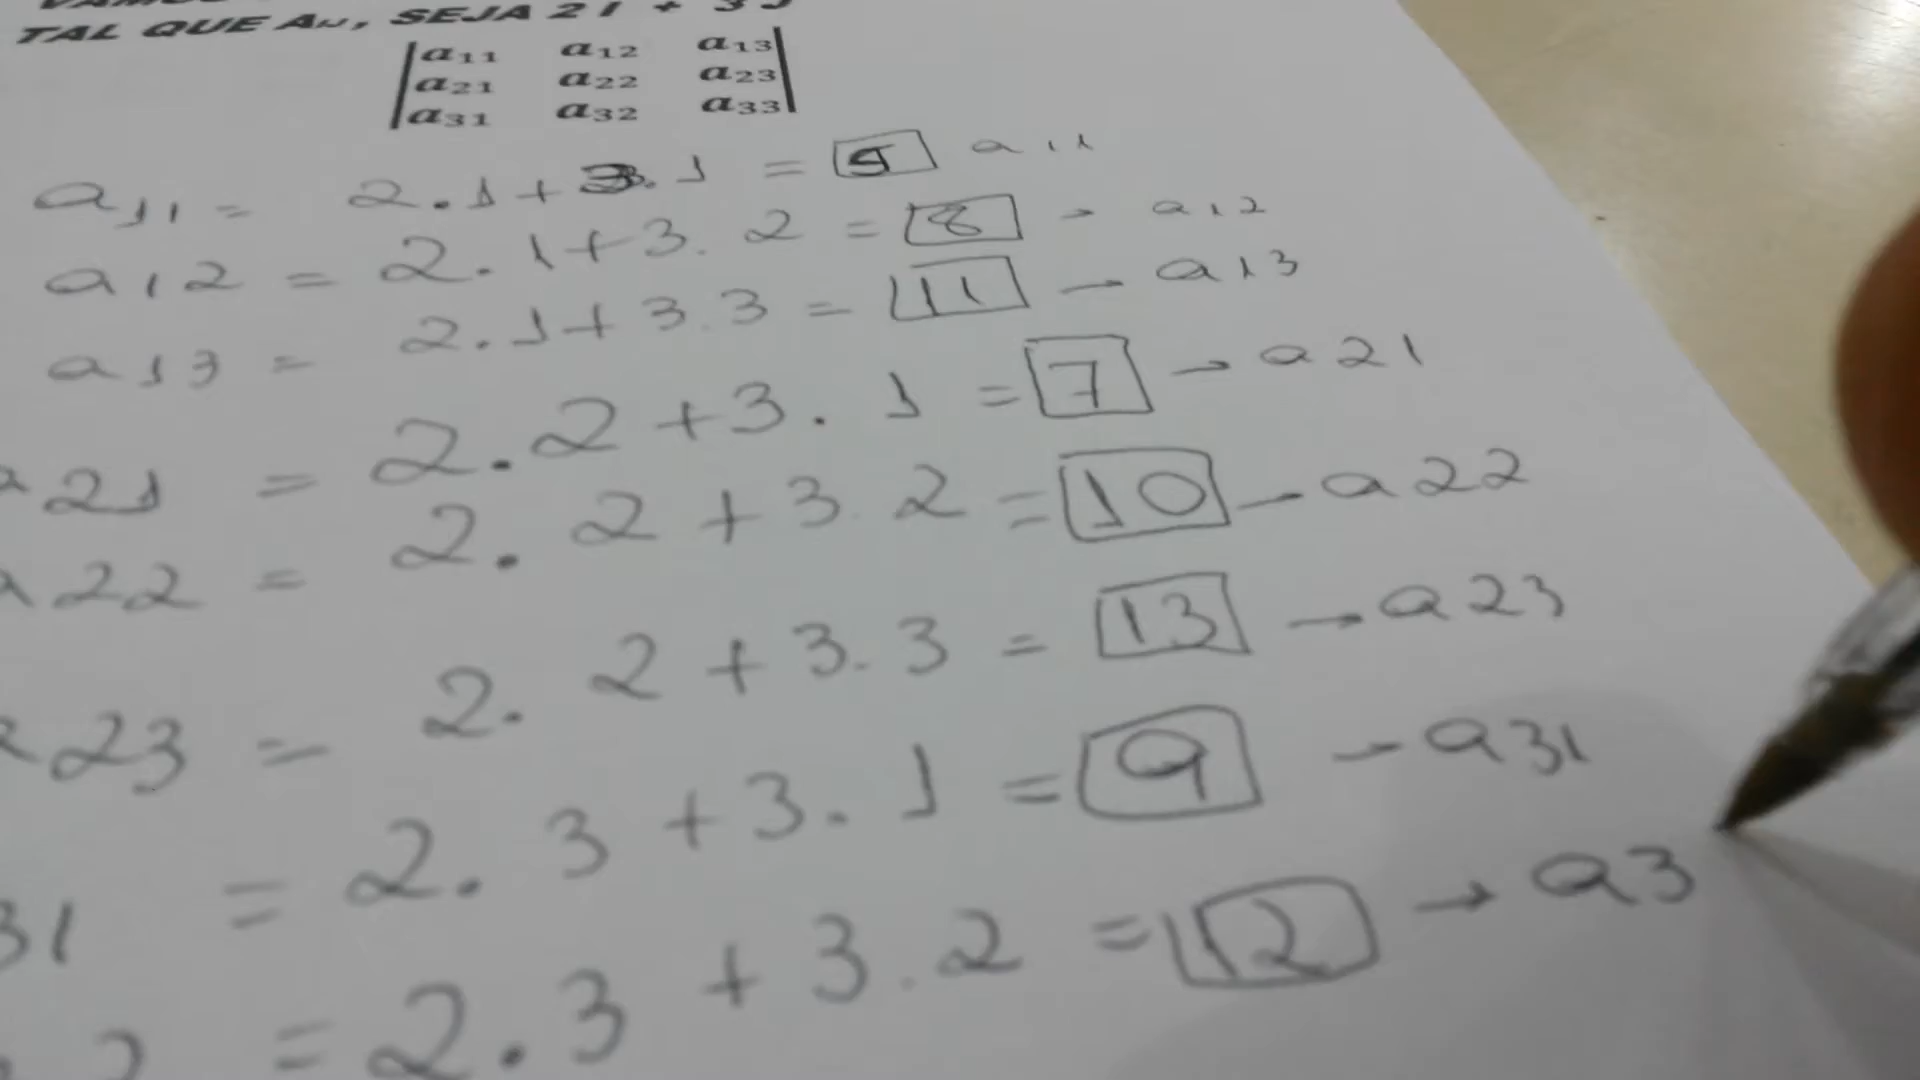 TAL QUE AIJ, SEJA 2I + 3J
a11 a12 a13
a21 a22 a23
a31 a32 a33
a11 = 2.1+3.1 = 5 a11
a12 = 2.1+3.2 = 8 → a12
a13 = 2.1+3.3 = 11 → a13
a21 = 2.2+3.1 = 7 → a21
a22 = 2.2+3.2 = 10 → a22
a23 = 2.2+3.3 = 13 → a23
31 = 2.3+3.1 = 9 → a31
2 = 2.3+3.2 = 12 → a3